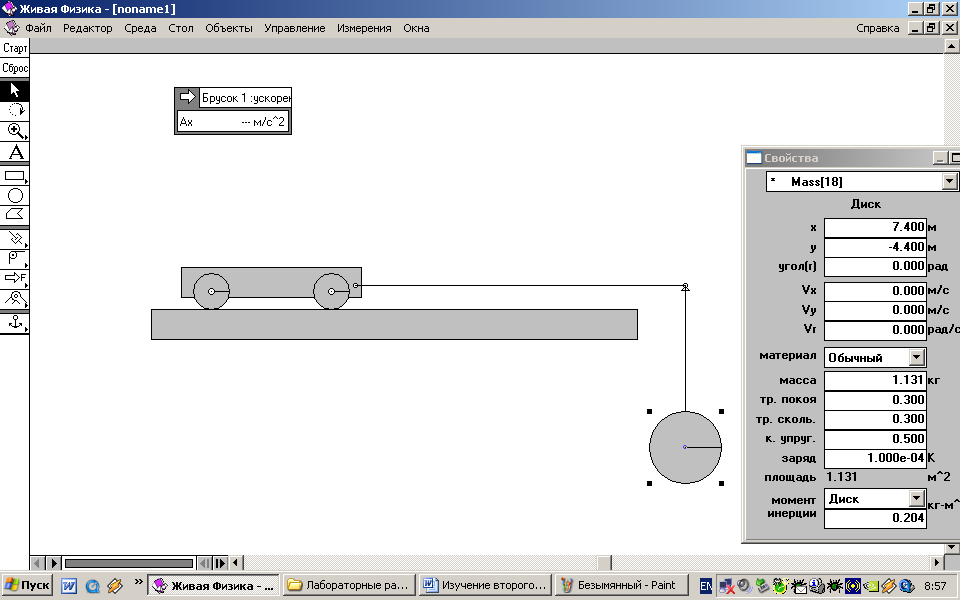 Живая Физика - [noname1]
Файл Редактор Среда Стол Объекты Управление Измерения Окна Справка
Старт
Сброс
A
F
Брусок 1 :ускорен
Ax --- м/с^2
Свойства
* Mass[18]
Диск
x 7.400 м
y -4.400 м
угол(r) 0.000 рад
Vx 0.000 м/с
Vy 0.000 м/с
Vr 0.000 рад/с
материал Обычный
масса 1.131 кг
тр. покоя 0.300
тр. сколь. 0.300
к. упруг. 0.500
заряд 1.000e-04 К
площадь 1.131 м^2
момент инерции Диск кг-м^
0.204
Пуск » Живая Физика - ... Лабораторные ра... Изучение второго... Безымянный - Paint EN 8:57